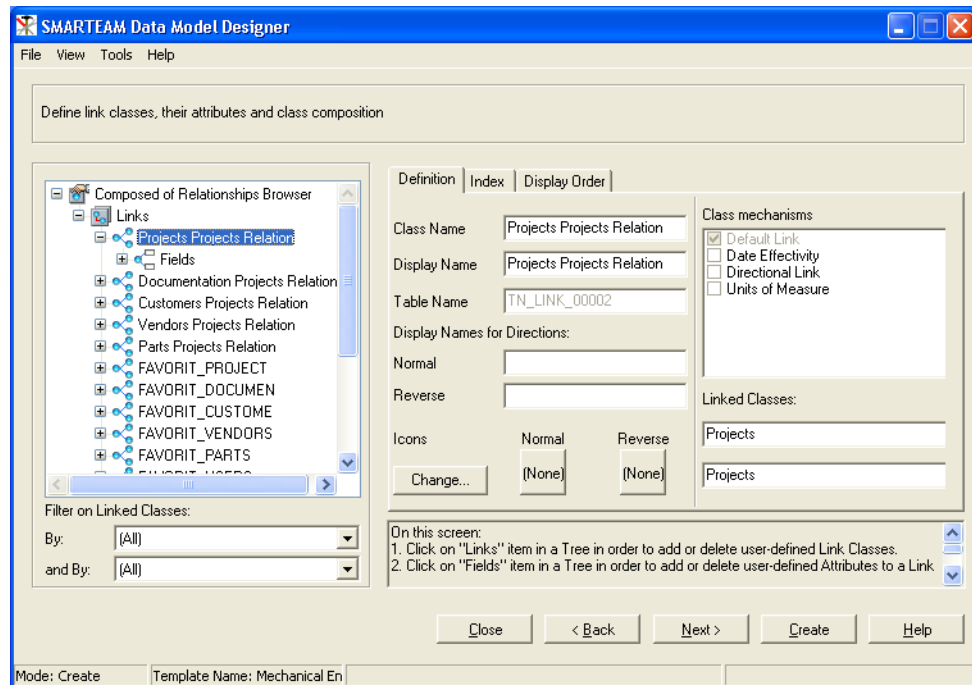 SMARTEAM Data Model Designer
File View Tools Help
Define link classes, their attributes and class composition
Composed of Relationships Browser
Links
Projects Projects Relation
Fields
Documentation Projects Relation
Customers Projects Relation
Vendors Projects Relation
Parts Projects Relation
FAVORIT_PROJECT
FAVORIT_DOCUMEN
FAVORIT_CUSTOME
FAVORIT_VENDORS
FAVORIT_PARTS
Filter on Linked Classes:
By: (All)
and By: (All)
Definition Index Display Order
Class Name Projects Projects Relation
Display Name Projects Projects Relation
Table Name TN_LINK_00002
Display Names for Directions:
Normal
Reverse
Icons Normal Reverse
Change... (None) (None)
Class mechanisms
Default Link
Date Effectivity
Directional Link
Units of Measure
Linked Classes:
Projects
Projects
On this screen:
1. Click on "Links" item in a Tree in order to add or delete user-defined Link Classes.
2. Click on "Fields" item in a Tree in order to add or delete user-defined Attributes to a Link
Close < Back Next > Create Help
Mode: Create Template Name: Mechanical En